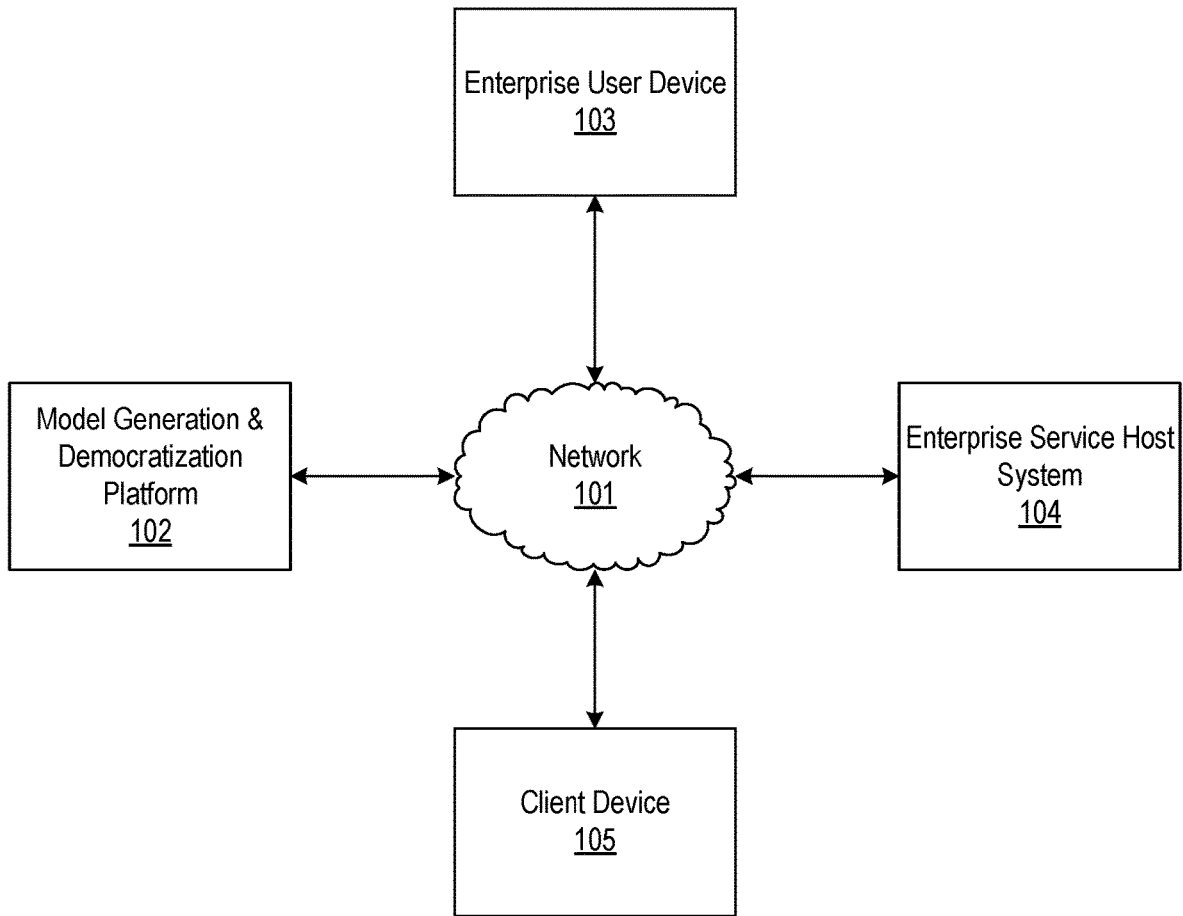 Enterprise User Device
103
Model Generation &
Democratization
Platform
102
Network
101
Enterprise Service Host
System
104
Client Device
105